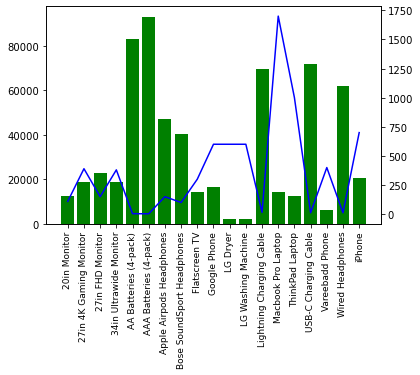 80000
60000
40000
20000
0
1750
1500
1250
1000
750
500
250
0
20in Monitor
27in 4K Gaming Monitor
27in FHD Monitor
34in Ultrawide Monitor
AA Batteries (4-pack)
AAA Batteries (4-pack)
Apple Airpods Headphones
Bose SoundSport Headphones
Flatscreen TV
Google Phone
LG Dryer
LG Washing Machine
Lightning Charging Cable
Macbook Pro Laptop
ThinkPad Laptop
USB-C Charging Cable
Vareebadd Phone
Wired Headphones
iPhone